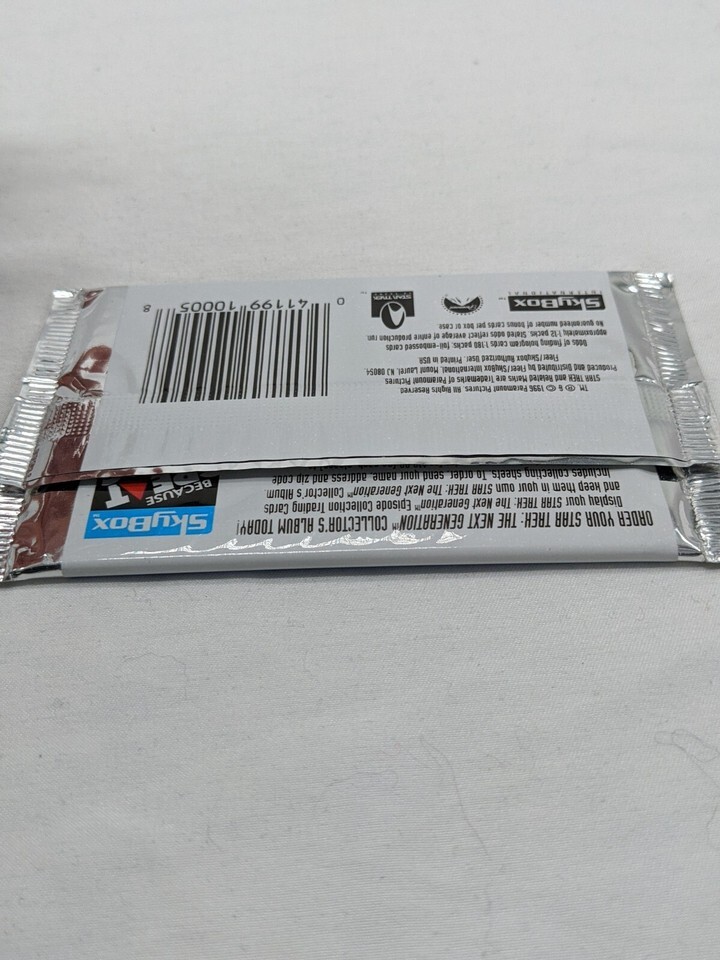 ORDER YOUR STAR TREK: THE NEXT GENERATION™ COLLECTOR'S ALBUM TODAY!
Display your STAR TREK: The Next Generation™ Episode Collection Trading Cards
and keep them in your own STAR TREK: The Next Generation™ Collector's Album.
Includes collecting sheets. To order, send your name, address and zip code
SkyBox™
BECAUSE
TM ® & © 1996 Paramount Pictures. All Rights Reserved.
STAR TREK and Related Marks are Trademarks of Paramount Pictures
Produced and Distributed by Fleer/SkyBox International, Mount Laurel, NJ 08054
Fleer/Skybox Authorized User. Printed in USA
Odds of finding hologram cards 1:180 packs, foil-embossed cards
approximately 1:12 packs. Stated odds reflect average of entire production run.
No guaranteed number of bonus cards per box or case.
SkyBox™
INTERNATIONAL
STAR TREK
0 41199 10005 8